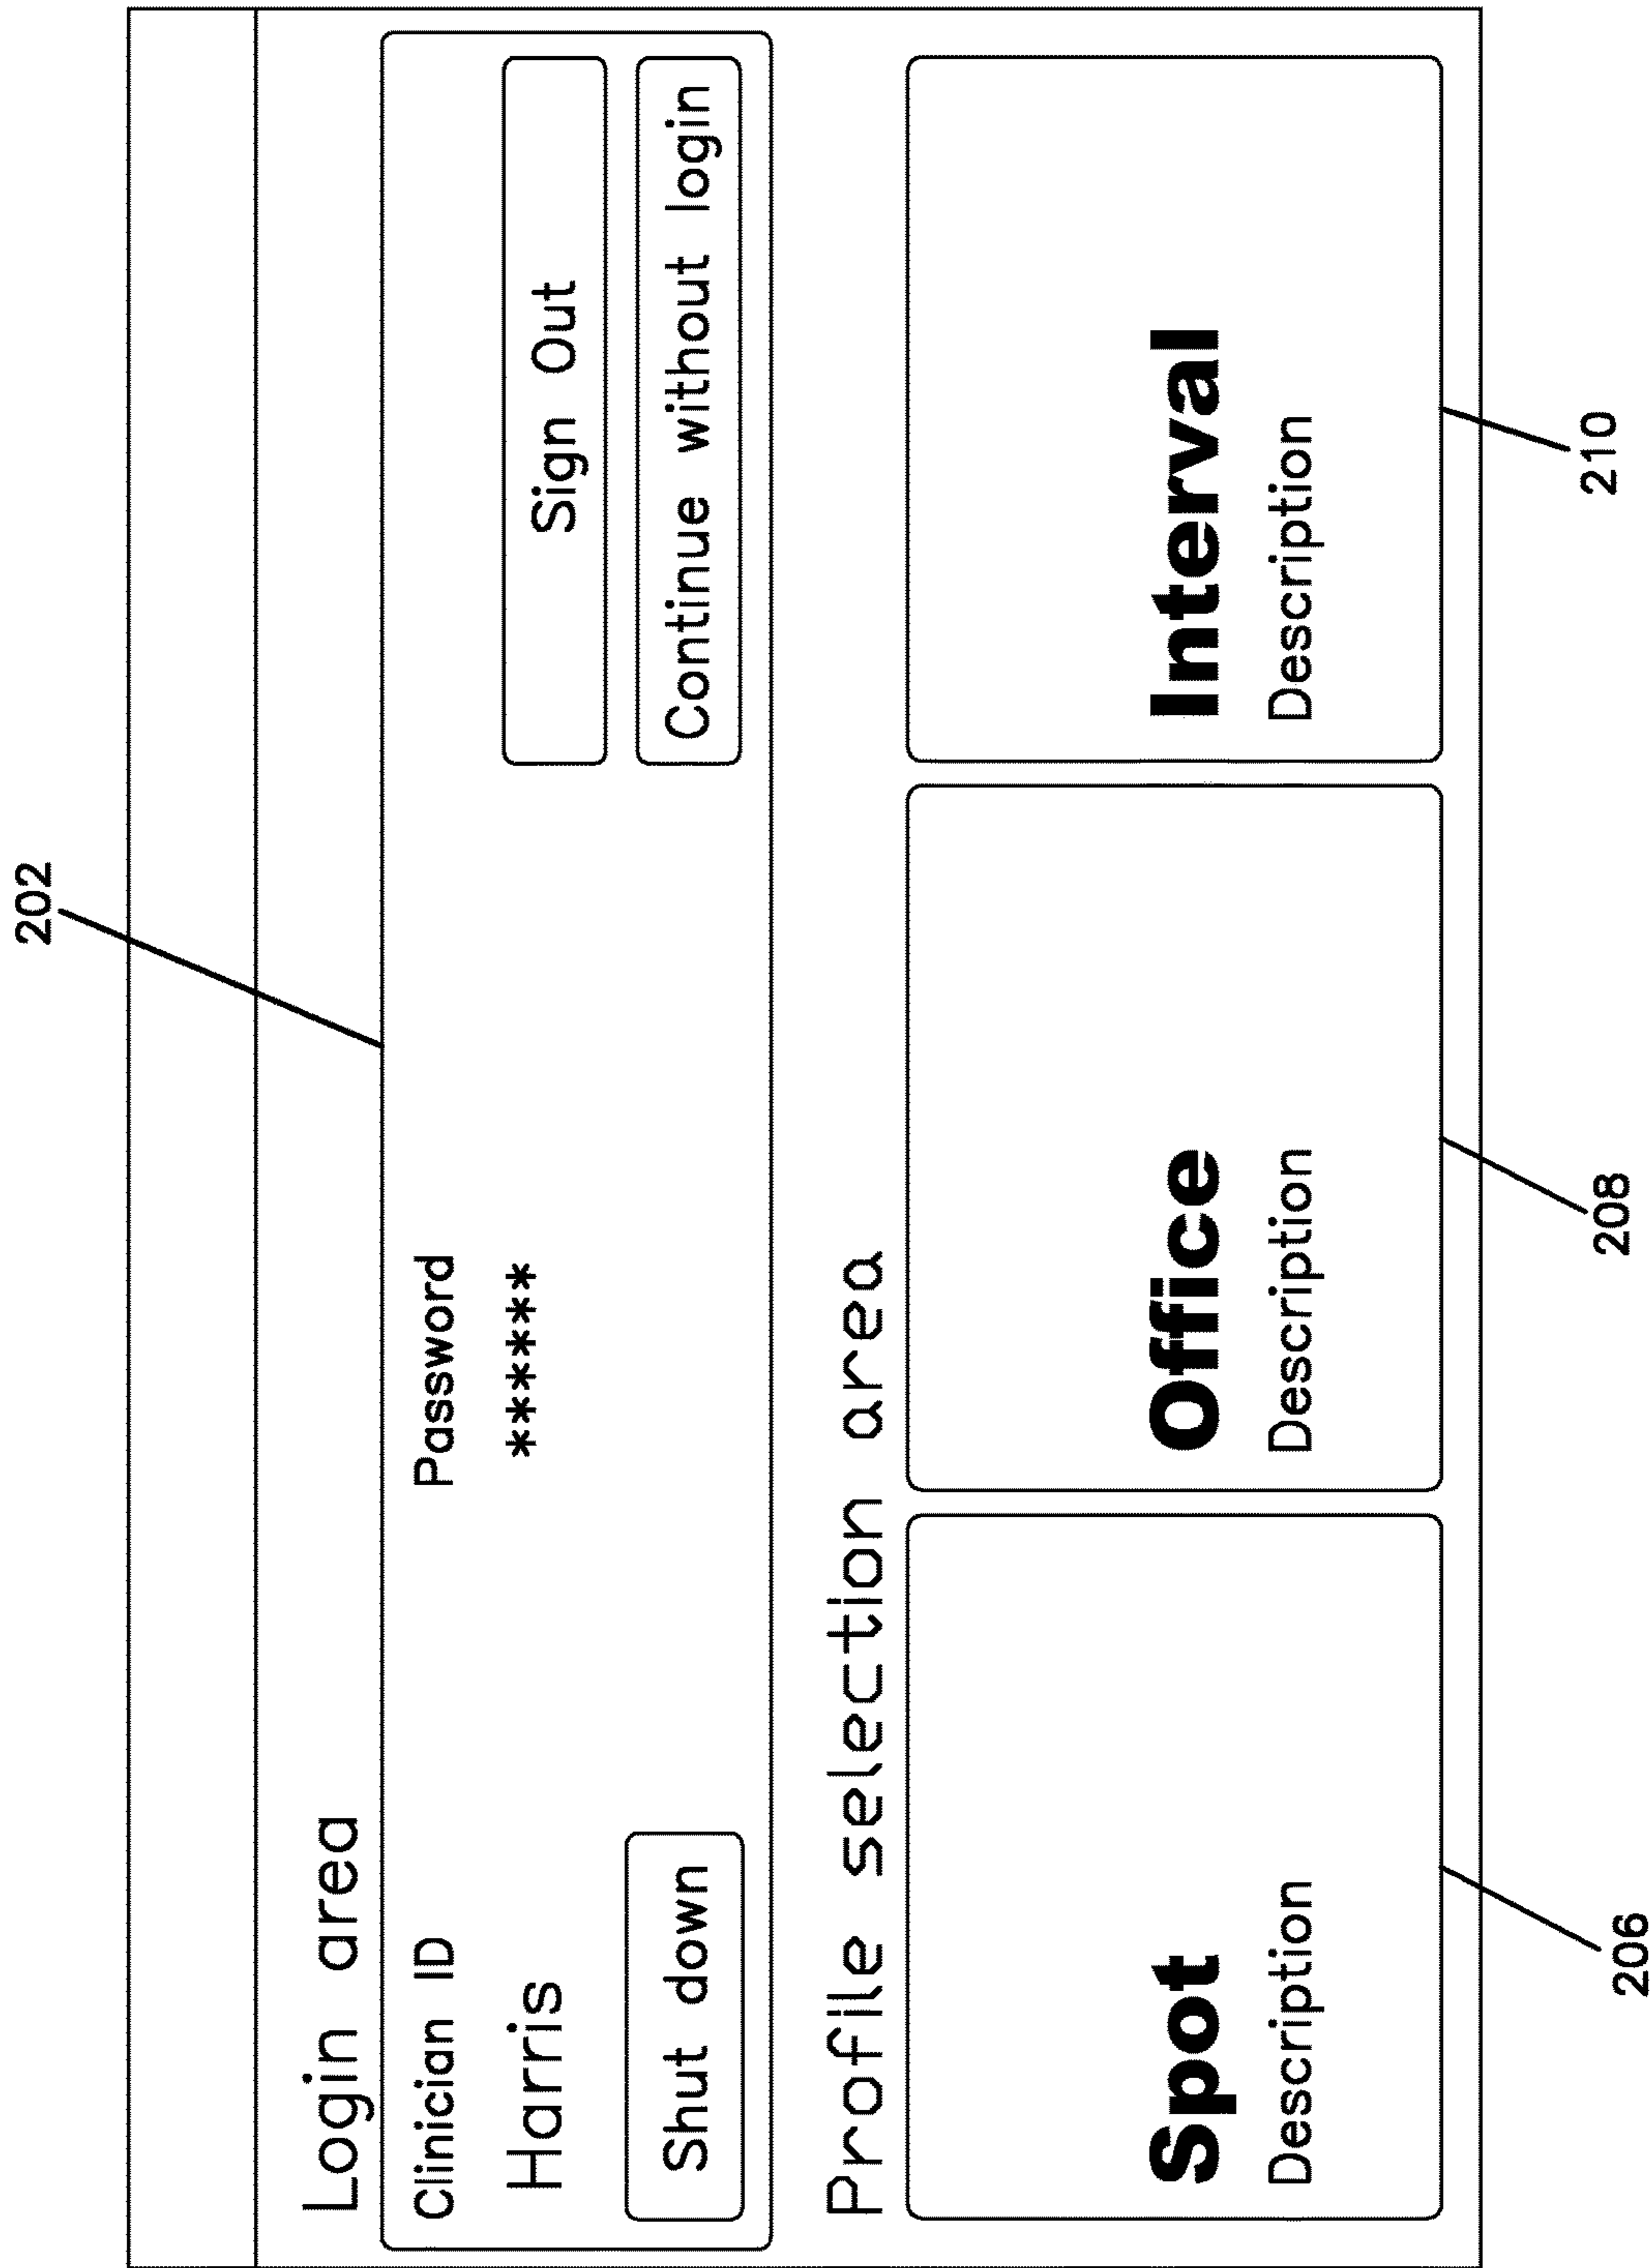 202
Login area
Clinician ID
Password
Harris
******
Sign Out
Shut down
Continue without login
Profile selection area
Spot
Description
Office
Description
Interval
Description
206
208
210